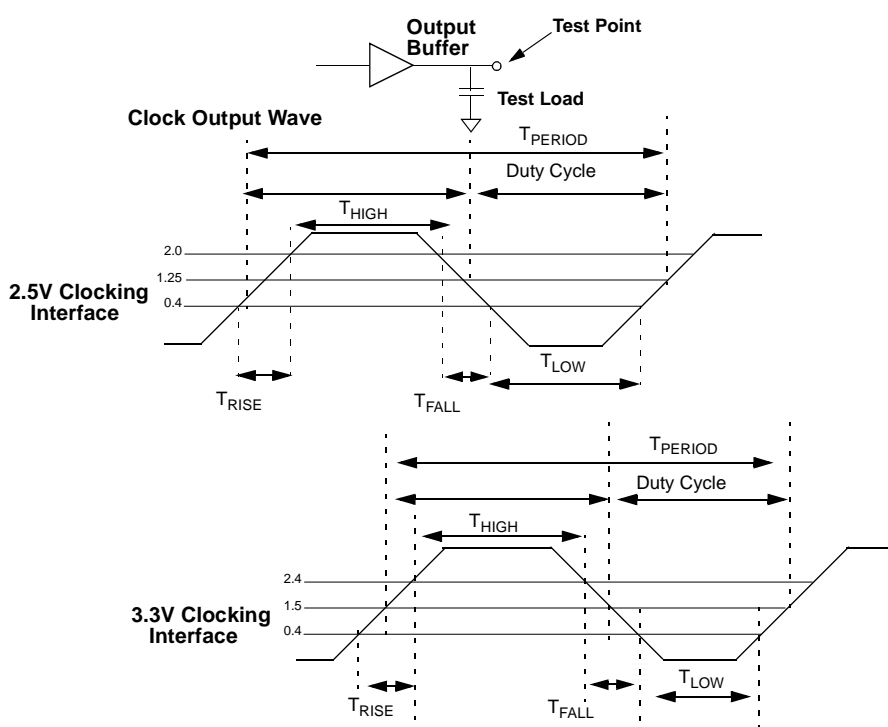 Output
Buffer
Test Point
Test Load
Clock Output Wave
TPERIOD
Duty Cycle
THIGH
2.0
1.25
0.4
2.5V Clocking
Interface
TLOW
TRISE
TFALL
TPERIOD
Duty Cycle
THIGH
2.4
1.5
0.4
3.3V Clocking
Interface
TLOW
TRISE
TFALL